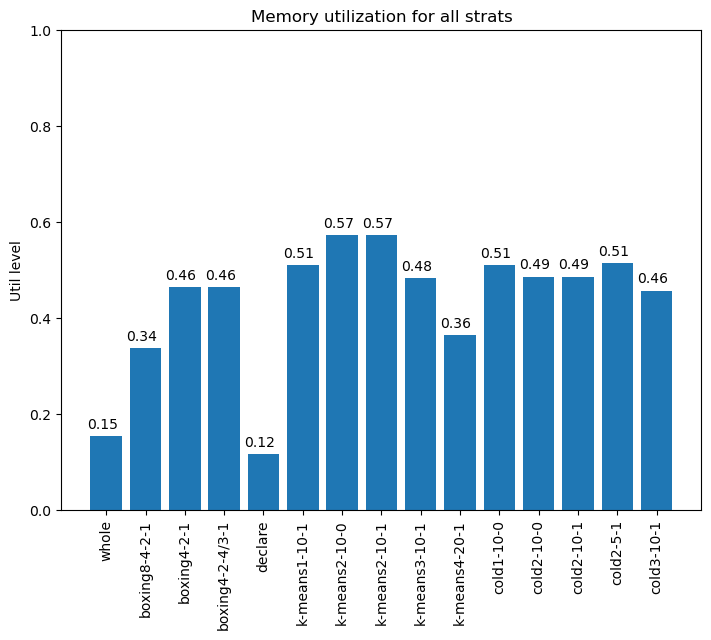 Memory utilization for all strats
1.0
0.8
0.6
0.4
0.2
0.0
Util level
0.15
0.34
0.46
0.46
0.12
0.51
0.57
0.57
0.48
0.36
0.51
0.49
0.49
0.51
0.46
whole
boxing8-4-2-1
boxing4-2-1
boxing4-2-4/3-1
declare
k-means1-10-1
k-means2-10-0
k-means2-10-1
k-means3-10-1
k-means4-20-1
cold1-10-0
cold2-10-0
cold2-10-1
cold2-5-1
cold3-10-1